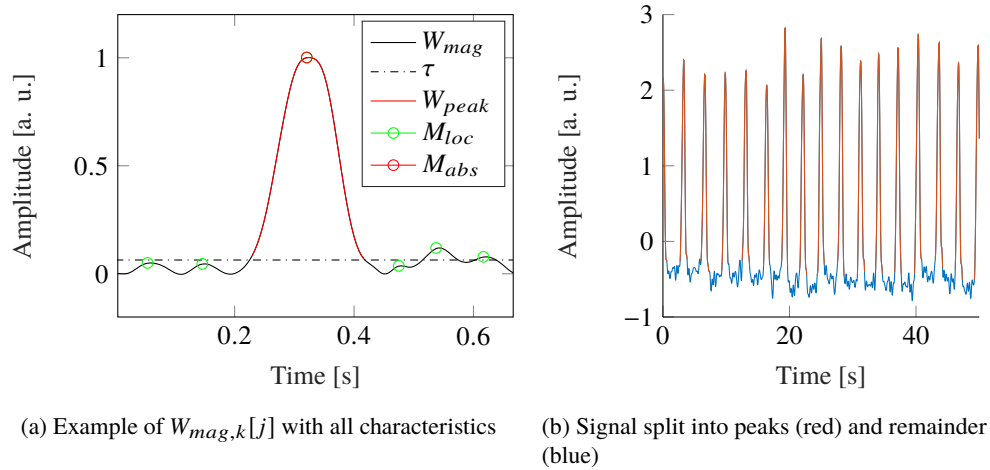 Amplitude [a. u.]
1
0.5
0
0.2
0.4
0.6
Time [s]
W_mag
τ
W_peak
M_loc
M_abs
(a) Example of W_mag,k[j] with all characteristics
Amplitude [a. u.]
3
2
1
0
−1
0
20
40
Time [s]
(b) Signal split into peaks (red) and remainder
(blue)